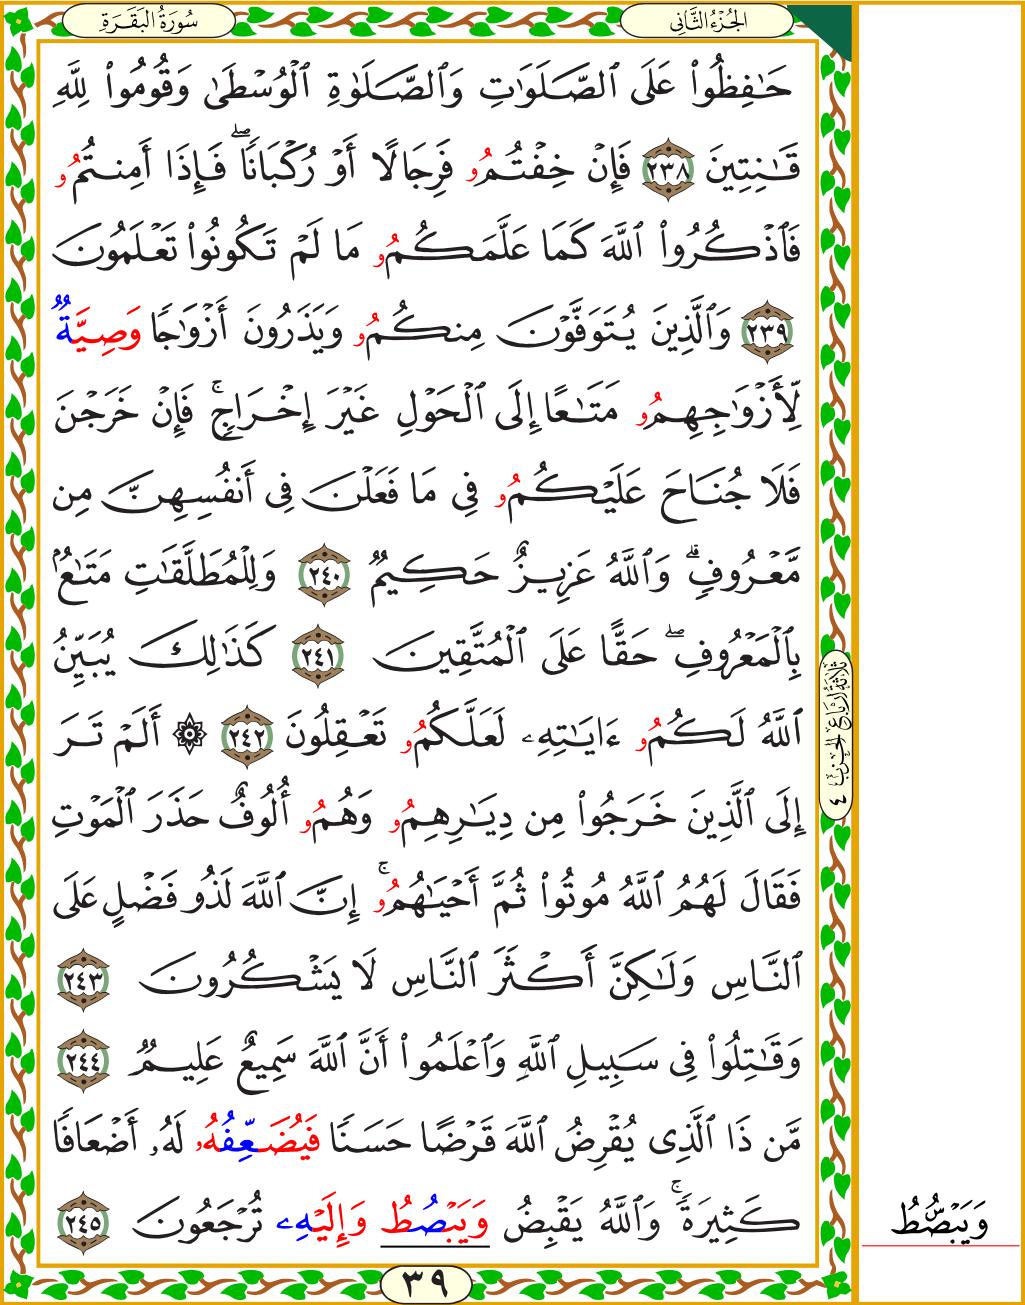 سُورَةُ البَقَرَةِ
الجُزْءُ الثَّانِي
حَـٰفِظُوا۟ عَلَى ٱلصَّلَوَٰتِ وَٱلصَّلَوٰةِ ٱلْوُسْطَىٰ وَقُومُوا۟ لِلَّهِ
قَـٰنِتِينَ ٢٣٨ فَإِنْ خِفْتُمُۥ فَرِجَالًا أَوْ رُكْبَانًا ۖ فَإِذَا أَمِنتُمُۥ
فَٱذْكُرُوا۟ ٱللَّهَ كَمَا عَلَّمَكُمُۥ مَا لَمْ تَكُونُوا۟ تَعْلَمُونَ
٢٣٩ وَٱلَّذِينَ يُتَوَفَّوْنَ مِنكُمُۥ وَيَذَرُونَ أَزْوَٰجًا وَصِيَّةٌ
لِّأَزْوَٰجِهِمُۥ مَتَـٰعًا إِلَى ٱلْحَوْلِ غَيْرَ إِخْرَاجٍ ۚ فَإِنْ خَرَجْنَ
فَلَا جُنَاحَ عَلَيْكُمُۥ فِى مَا فَعَلْنَ فِى أَنفُسِهِنَّ مِن
مَّعْرُوفٍ ۗ وَٱللَّهُ عَزِيزٌ حَكِيمٌ ٢٤٠ وَلِلْمُطَلَّقَـٰتِ مَتَـٰعٌۢ
بِٱلْمَعْرُوفِ ۖ حَقًّا عَلَى ٱلْمُتَّقِينَ ٢٤١ كَذَٰلِكَ يُبَيِّنُ
ٱللَّهُ لَكُمُۥ ءَايَـٰتِهِۦ لَعَلَّكُمُۥ تَعْقِلُونَ ٢٤٢ ۞ أَلَمْ تَرَ
إِلَى ٱلَّذِينَ خَرَجُوا۟ مِن دِيَـٰرِهِمُۥ وَهُمُۥ أُلُوفٌ حَذَرَ ٱلْمَوْتِ
فَقَالَ لَهُمُ ٱللَّهُ مُوتُوا۟ ثُمَّ أَحْيَـٰهُمُۥ ۚ إِنَّ ٱللَّهَ لَذُو فَضْلٍ عَلَى
ٱلنَّاسِ وَلَـٰكِنَّ أَكْثَرَ ٱلنَّاسِ لَا يَشْكُرُونَ ٢٤٣
وَقَـٰتِلُوا۟ فِى سَبِيلِ ٱللَّهِ وَٱعْلَمُوا۟ أَنَّ ٱللَّهَ سَمِيعٌ عَلِيمٌ ٢٤٤
مَّن ذَا ٱلَّذِى يُقْرِضُ ٱللَّهَ قَرْضًا حَسَنًا فَيُضَعِّفُهُۥ لَهُۥ أَضْعَافًا
كَثِيرَةً ۚ وَٱللَّهُ يَقْبِضُ وَيَبْصُطُ وَإِلَيْهِۦ تُرْجَعُونَ ٢٤٥
وَيَبْصُۜطُ
ثلاثة أرباع الحزب ٤
٣٩